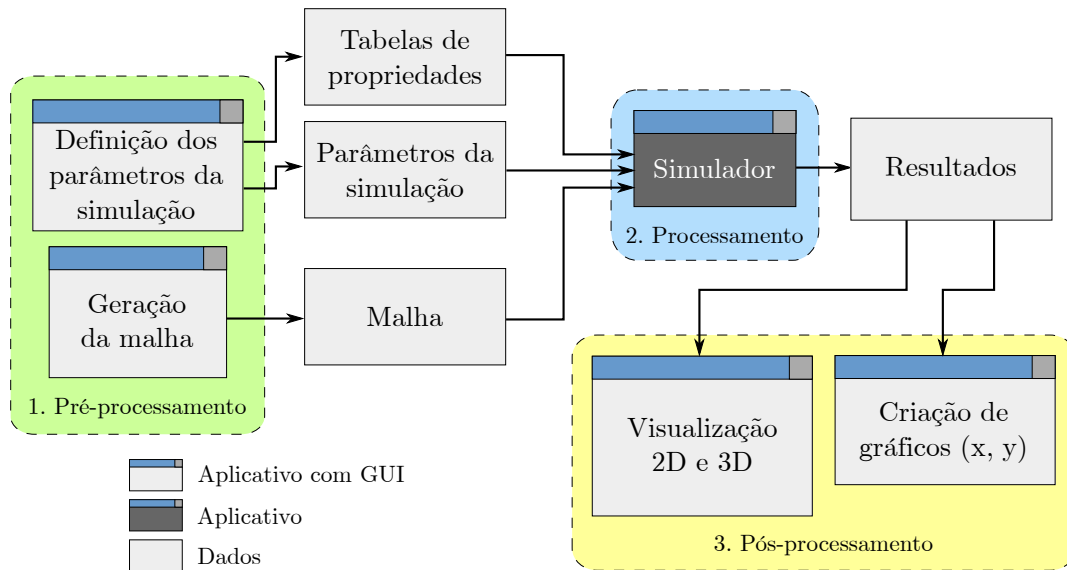 Definição dos
parâmetros da
simulação
Geração
da malha
1. Pré-processamento
Tabelas de
propriedades
Parâmetros da
simulação
Malha
Simulador
2. Processamento
Resultados
Visualização
2D e 3D
Criação de
gráficos (x, y)
3. Pós-processamento
Aplicativo com GUI
Aplicativo
Dados